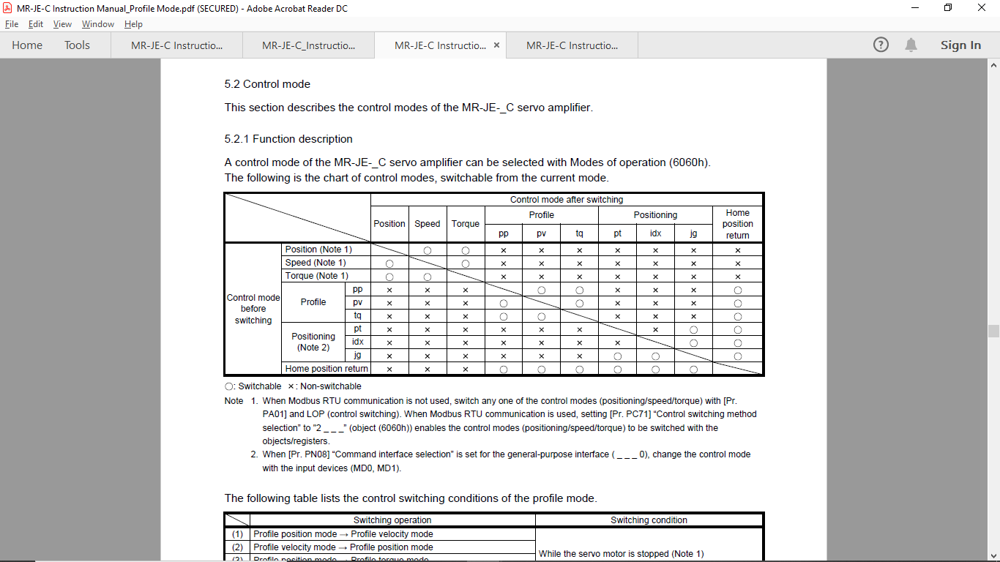 MR-JE-C Instruction Manual_Profile Mode.pdf (SECURED) - Adobe Acrobat Reader DC
File Edit View Window Help
Home Tools MR-JE-C Instructio... MR-JE-C_Instructio... MR-JE-C Instructio... × MR-JE-C Instructio... ? Sign In
5.2 Control mode
This section describes the control modes of the MR-JE-_C servo amplifier.
5.2.1 Function description
A control mode of the MR-JE-_C servo amplifier can be selected with Modes of operation (6060h).
The following is the chart of control modes, switchable from the current mode.
Control mode after switching
Position Speed Torque Profile Positioning Home position return
pp pv tq pt idx jg
Control mode before switching
Position (Note 1) ○ ○ × × × × × × ×
Speed (Note 1) ○ ○ × × × × × × ×
Torque (Note 1) ○ ○ × × × × × × ×
Profile
pp × × × ○ ○ × × × ○
pv × × × ○ ○ × × × ○
tq × × × ○ ○ × × × ○
Positioning (Note 2)
pt × × × × × × × ○ ○
idx × × × × × × × ○ ○
jg × × × × × × ○ ○ ○
Home position return × × × ○ ○ ○ ○ ○ ○
○: Switchable ×: Non-switchable
Note 1. When Modbus RTU communication is not used, switch any one of the control modes (positioning/speed/torque) with [Pr.
PA01] and LOP (control switching). When Modbus RTU communication is used, setting [Pr. PC71] “Control switching method
selection” to "2 _ _ _” (object (6060h)) enables the control modes (positioning/speed/torque) to be switched with the
objects/registers.
2. When [Pr. PN08] “Command interface selection” is set for the general-purpose interface ( _ _ _ 0), change the control mode
with the input devices (MD0, MD1).
The following table lists the control switching conditions of the profile mode.
Switching operation Switching condition
(1) Profile position mode → Profile velocity mode
(2) Profile velocity mode → Profile position mode
While the servo motor is stopped (Note 1)
(3) Profile position mode → Profile torque mode